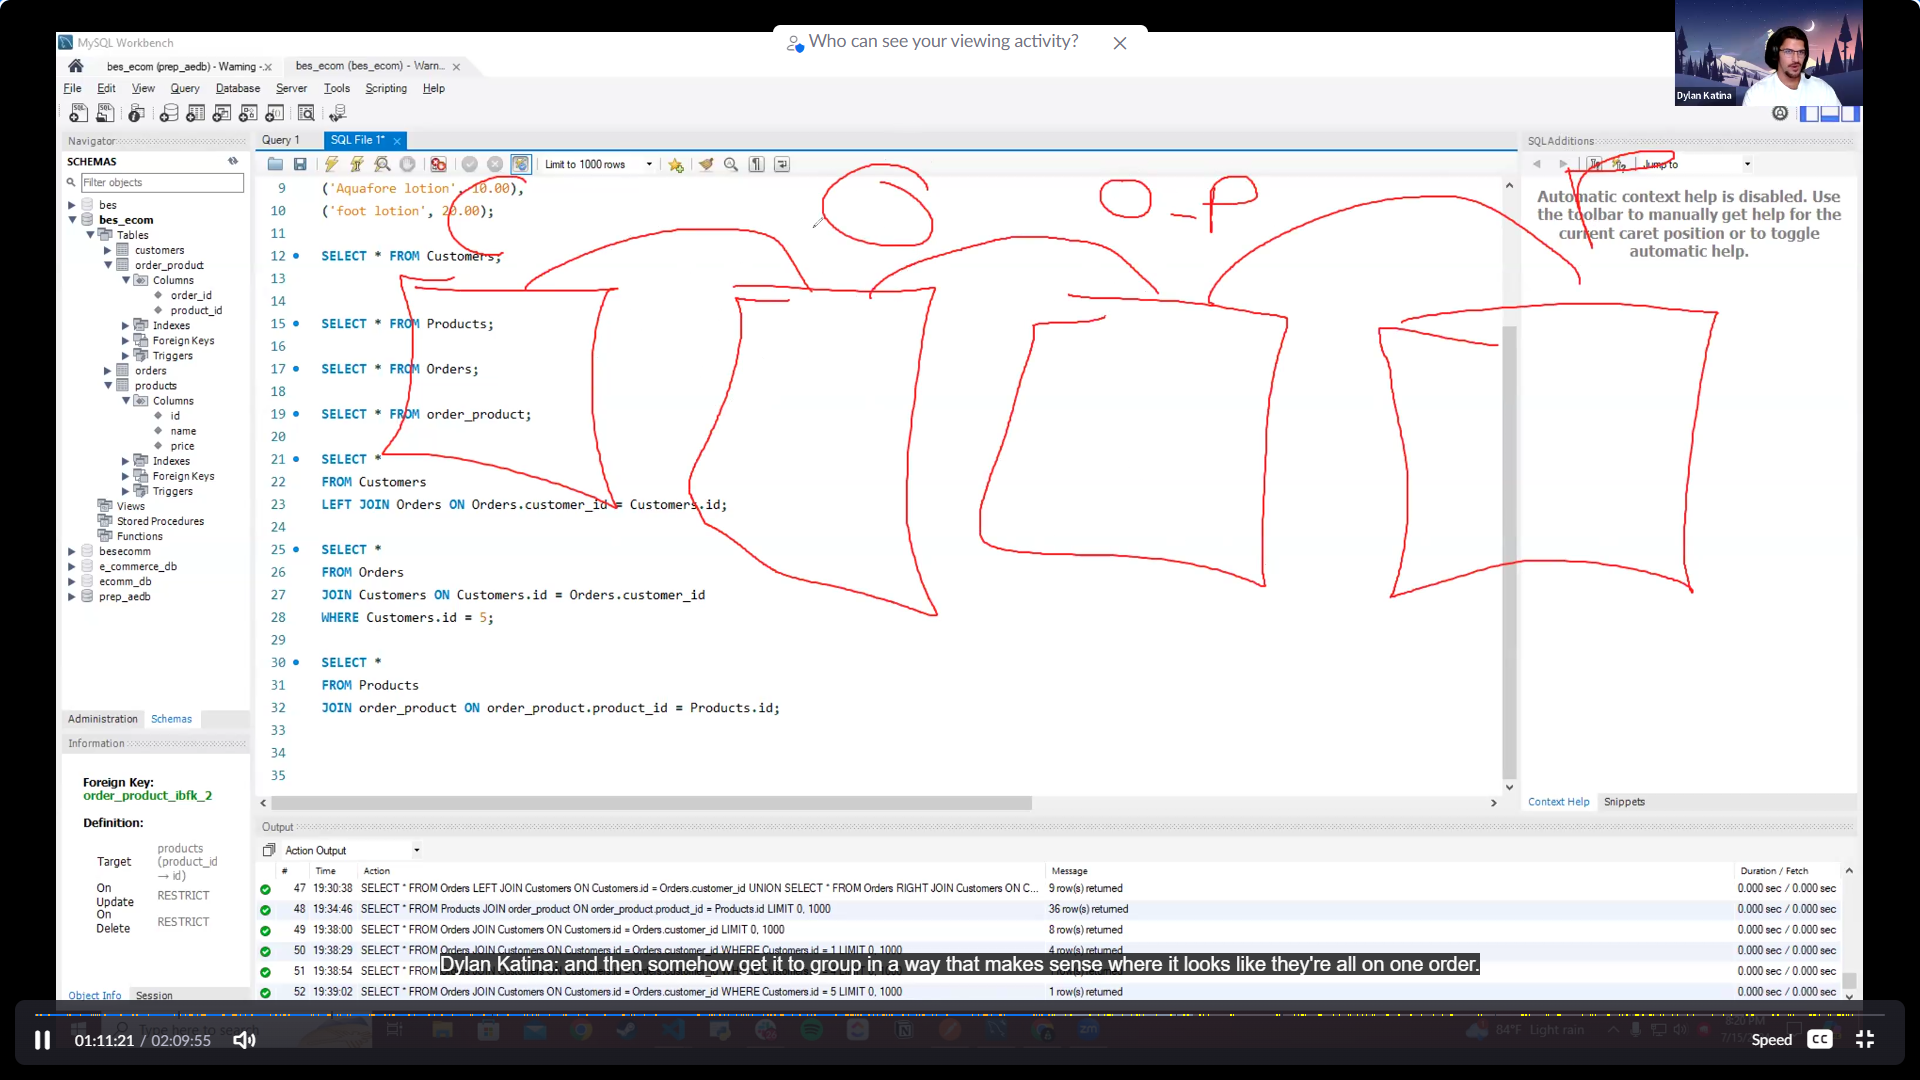 Who can see your viewing activity?
MySQL Workbench
Dylan Katina
bes_ecom (prep_aedb) - Warning -
bes_ecom (bes_ecom) - Warn...
File Edit View Query Database Server Tools Scripting Help
Navigator
SCHEMAS
Filter objects
bes
bes_ecom
Tables
customers
order_product
Columns
order_id
product_id
Indexes
Foreign Keys
Triggers
orders
products
Columns
id
name
price
Indexes
Foreign Keys
Triggers
Views
Stored Procedures
Functions
besecomm
e_commerce_db
ecomm_db
prep_aedb
Administration Schemas
Information
Foreign Key:
order_product_ibfk_2
Definition:
Target products (product_id → id)
On Update RESTRICT
On Delete RESTRICT
Object Info Session
Query 1 SQL File 1*
Limit to 1000 rows
C O O_P P
9 ('Aquafore lotion', 10.00),
10 ('foot lotion', 20.00);
11
12 SELECT * FROM Customers;
13
14
15 SELECT * FROM Products;
16
17 SELECT * FROM Orders;
18
19 SELECT * FROM order_product;
20
21 SELECT *
22 FROM Customers
23 LEFT JOIN Orders ON Orders.customer_id = Customers.id;
24
25 SELECT *
26 FROM Orders
27 JOIN Customers ON Customers.id = Orders.customer_id
28 WHERE Customers.id = 5;
29
30 SELECT *
31 FROM Products
32 JOIN order_product ON order_product.product_id = Products.id;
33
34
35
SQLAdditions
Jump to
Automatic context help is disabled. Use
the toolbar to manually get help for the
current caret position or to toggle
automatic help.
Context Help Snippets
Output
Action Output
# Time Action Message Duration / Fetch
47 19:30:38 SELECT * FROM Orders LEFT JOIN Customers ON Customers.id = Orders.customer_id UNION SELECT * FROM Orders RIGHT JOIN Customers ON C... 9 row(s) returned 0.000 sec / 0.000 sec
48 19:34:46 SELECT * FROM Products JOIN order_product ON order_product.product_id = Products.id LIMIT 0, 1000 36 row(s) returned 0.000 sec / 0.000 sec
49 19:38:00 SELECT * FROM Orders JOIN Customers ON Customers.id = Orders.customer_id LIMIT 0, 1000 8 row(s) returned 0.000 sec / 0.000 sec
50 19:38:29 SELECT * FROM Orders JOIN Customers ON Customers.id = Orders.customer_id WHERE Customers.id = 1 LIMIT 0, 1000 4 row(s) returned 0.000 sec / 0.000 sec
51 19:38:54 0.000 sec / 0.000 sec
52 19:39:02 SELECT * FROM Orders JOIN Customers ON Customers.id = Orders.customer_id WHERE Customers.id = 5 LIMIT 0, 1000 1 row(s) returned 0.000 sec / 0.000 sec
Dylan Katina: and then somehow get it to group in a way that makes sense where it looks like they're all on one order.
Type here to search
84°F Light rain
8:20 PM
01:11:21 / 02:09:55
Speed CC